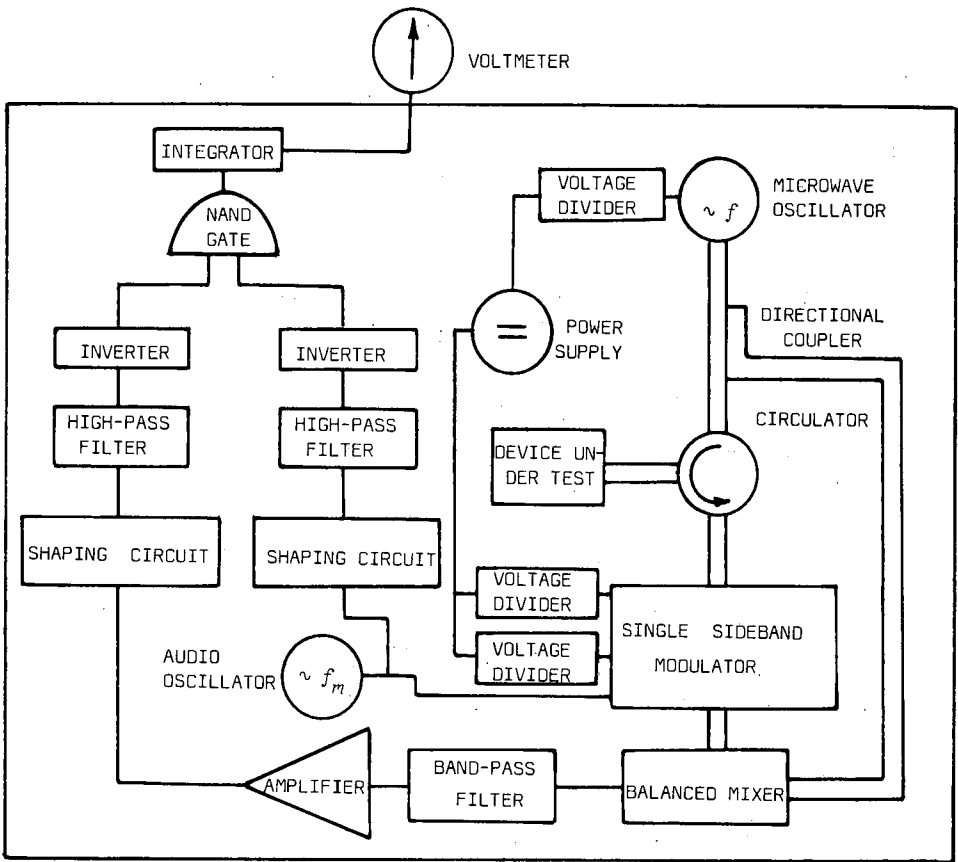 VOLTMETER
INTEGRATOR
NAND
GATE
VOLTAGE
DIVIDER
~ f
MICROWAVE
OSCILLATOR
=
POWER
SUPPLY
DIRECTIONAL
COUPLER
INVERTER
INVERTER
HIGH-PASS
FILTER
HIGH-PASS
FILTER
CIRCULATOR
DEVICE UN-
DER TEST
SHAPING CIRCUIT
SHAPING CIRCUIT
VOLTAGE
DIVIDER
VOLTAGE
DIVIDER
SINGLE SIDEBAND
MODULATOR
AUDIO
OSCILLATOR
~ fm
AMPLIFIER
BAND-PASS
FILTER
BALANCED MIXER